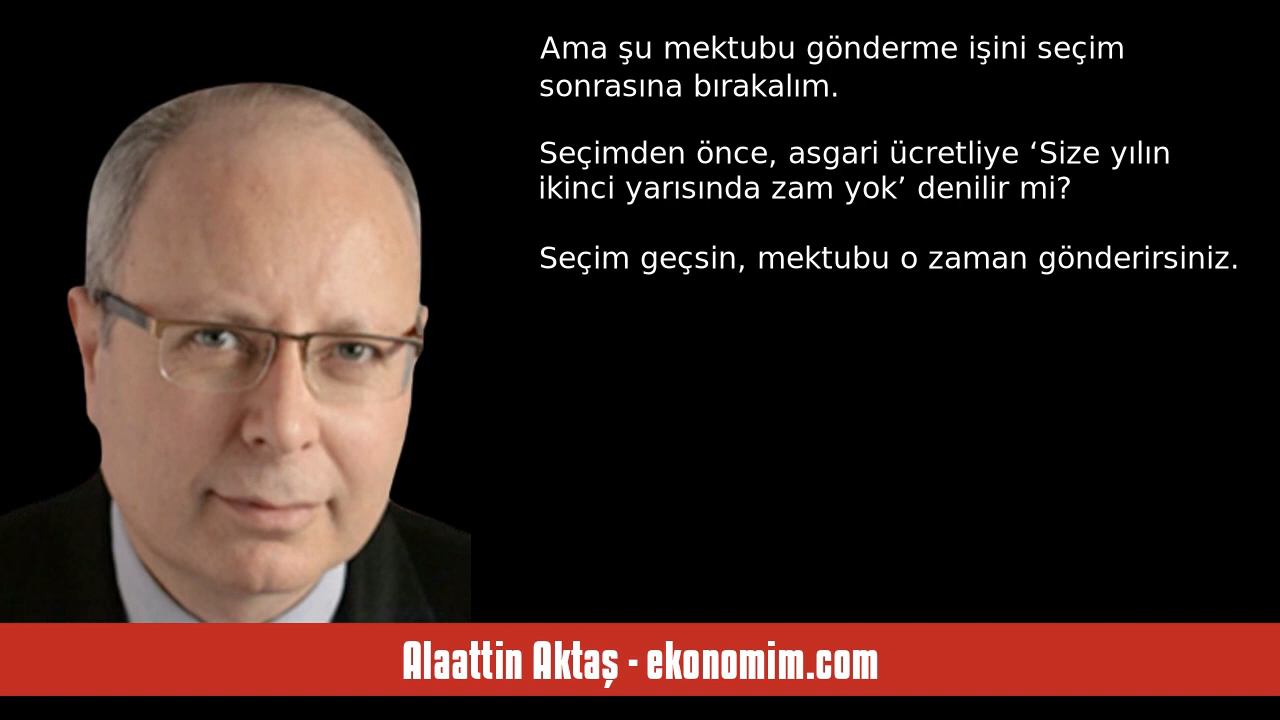 Ama şu mektubu gönderme işini seçim
sonrasına bırakalım.
Seçimden önce, asgari ücretliye ‘Size yılın
ikinci yarısında zam yok’ denilir mi?
Seçim geçsin, mektubu o zaman gönderirsiniz.
Alaattin Aktaş - ekonomim.com